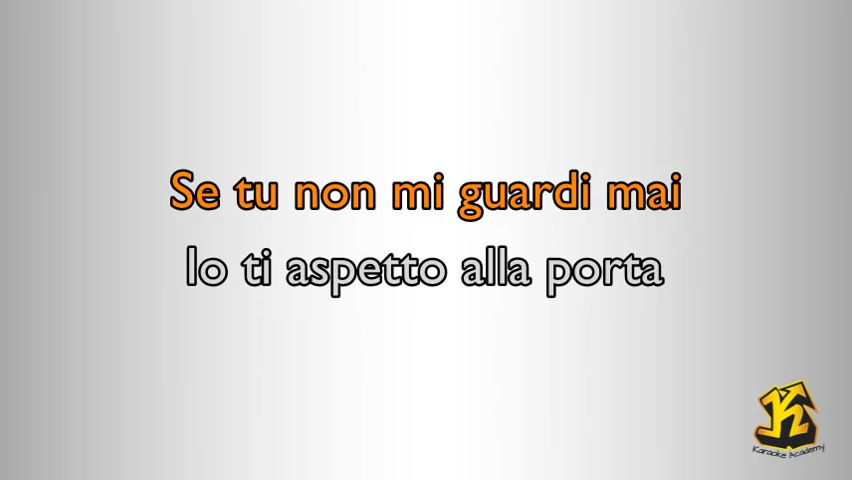 Se tu non mi guardi mai
Io ti aspetto alla porta
K
Karaoke Academy